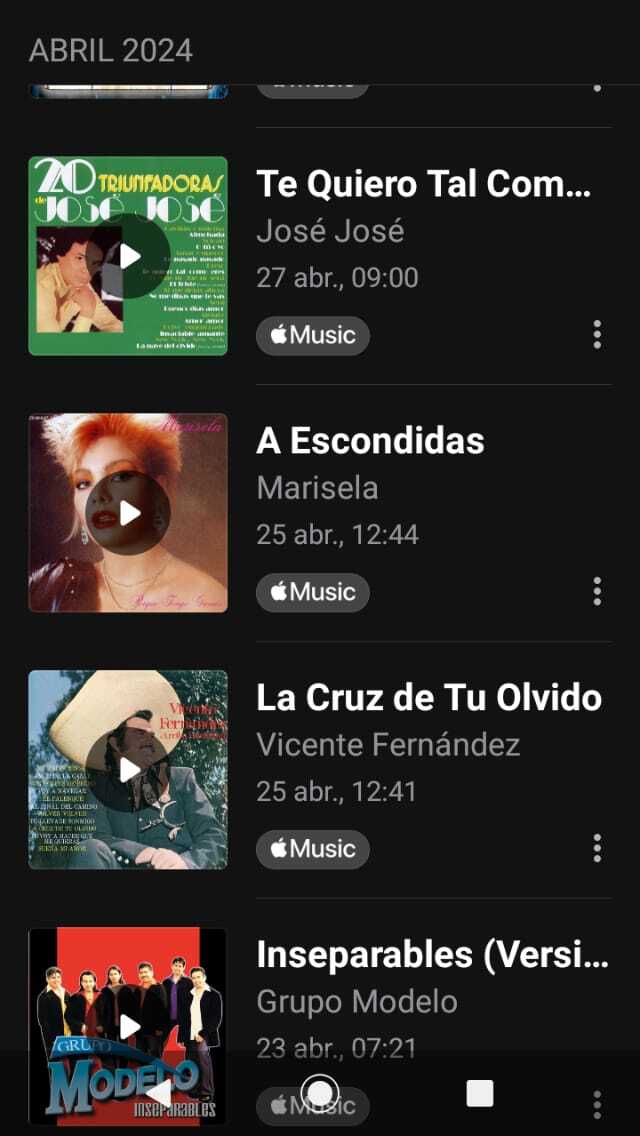 ABRIL 2024
Music
20 TRIUNFADORAS
de JOSÉ JOSÉ
Te Quiero Tal Com...
José José
27 abr., 09:00
Music
Marisela
A Escondidas
Marisela
25 abr., 12:44
Music
Vicente
Fernández
La Cruz de Tu Olvido
Vicente Fernández
25 abr., 12:41
Music
GRUPO
MODELO
INSEPARABLES
Inseparables (Versi...
Grupo Modelo
23 abr., 07:21
Music